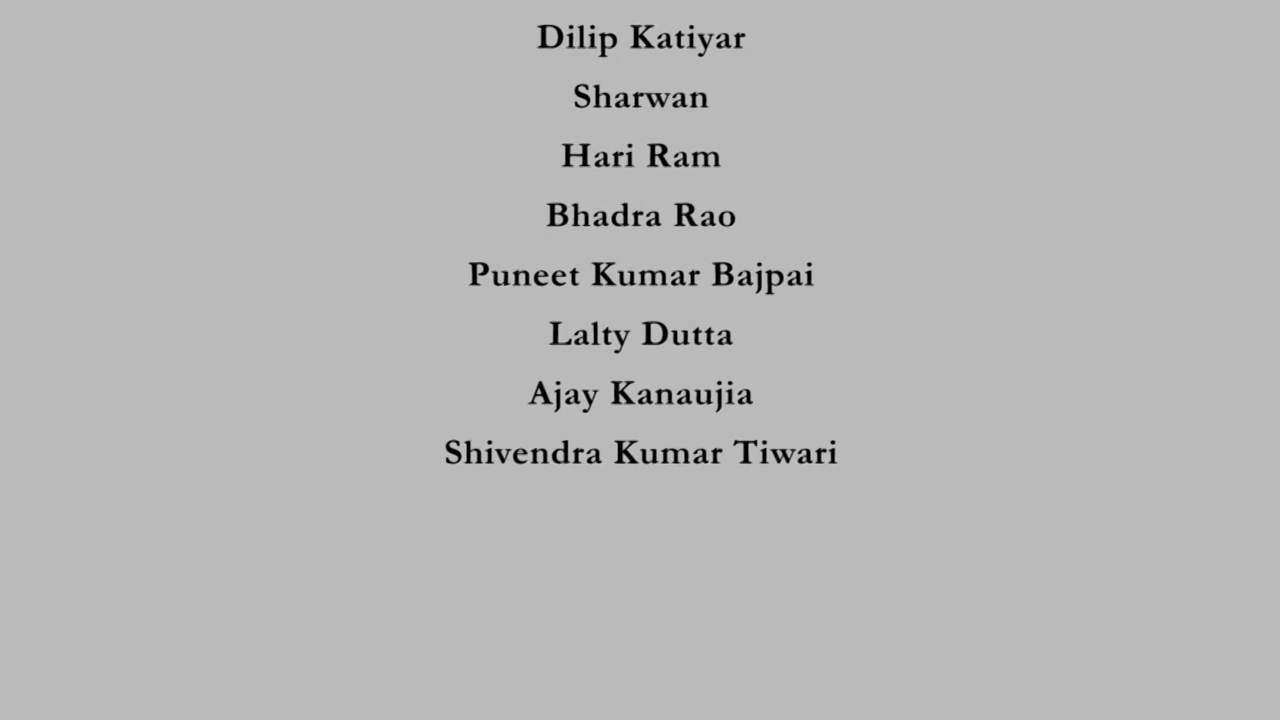 Dilip Katiyar
Sharwan
Hari Ram
Bhadra Rao
Puneet Kumar Bajpai
Lalty Dutta
Ajay Kanaujia
Shivendra Kumar Tiwari